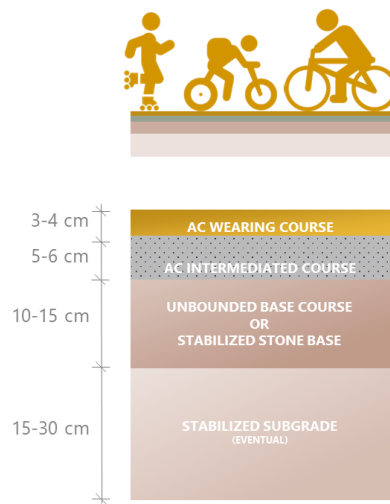 3-4 cm
AC WEARING COURSE
5-6 cm
AC INTERMEDIATED COURSE
10-15 cm
UNBOUNDED BASE COURSE
OR
STABILIZED STONE BASE
15-30 cm
STABILIZED SUBGRADE
(EVENTUAL)